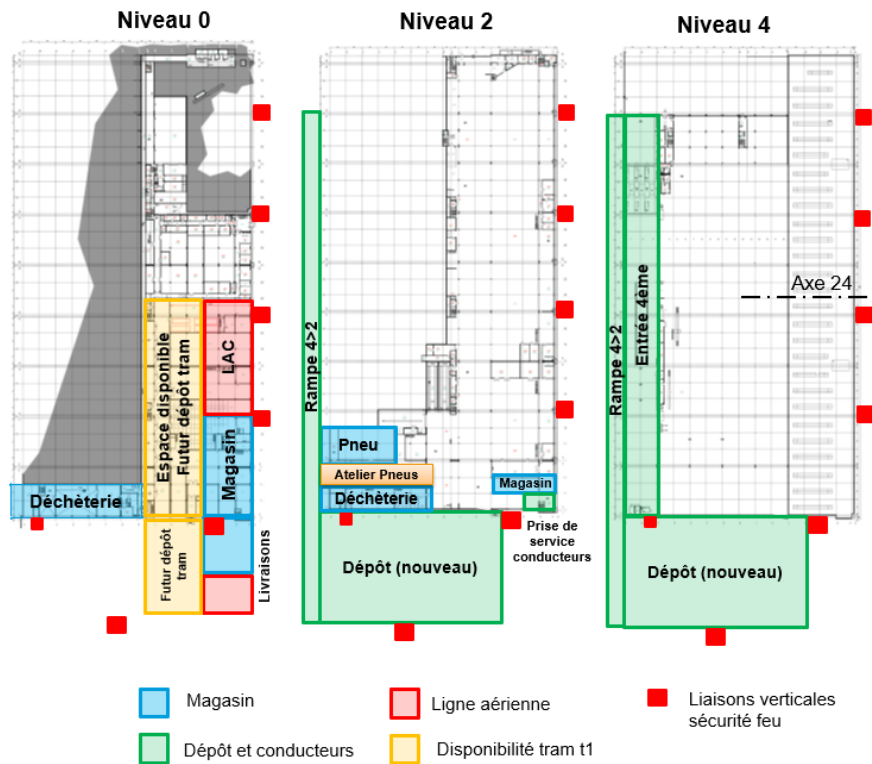 Niveau 0
Niveau 2
Niveau 4
Espace disponible
Futur dépôt tram
LAC
Magasin
Déchèterie
Futur dépôt
tram
Livraisons
Rampe 4>2
Pneu
Atelier Pneus
Déchèterie
Magasin
Prise de
service
conducteurs
Dépôt (nouveau)
Rampe 4>2
Entrée 4ème
Axe 24
Dépôt (nouveau)
Magasin
Ligne aérienne
Liaisons verticales
sécurité feu
Dépôt et conducteurs
Disponibilité tram t1